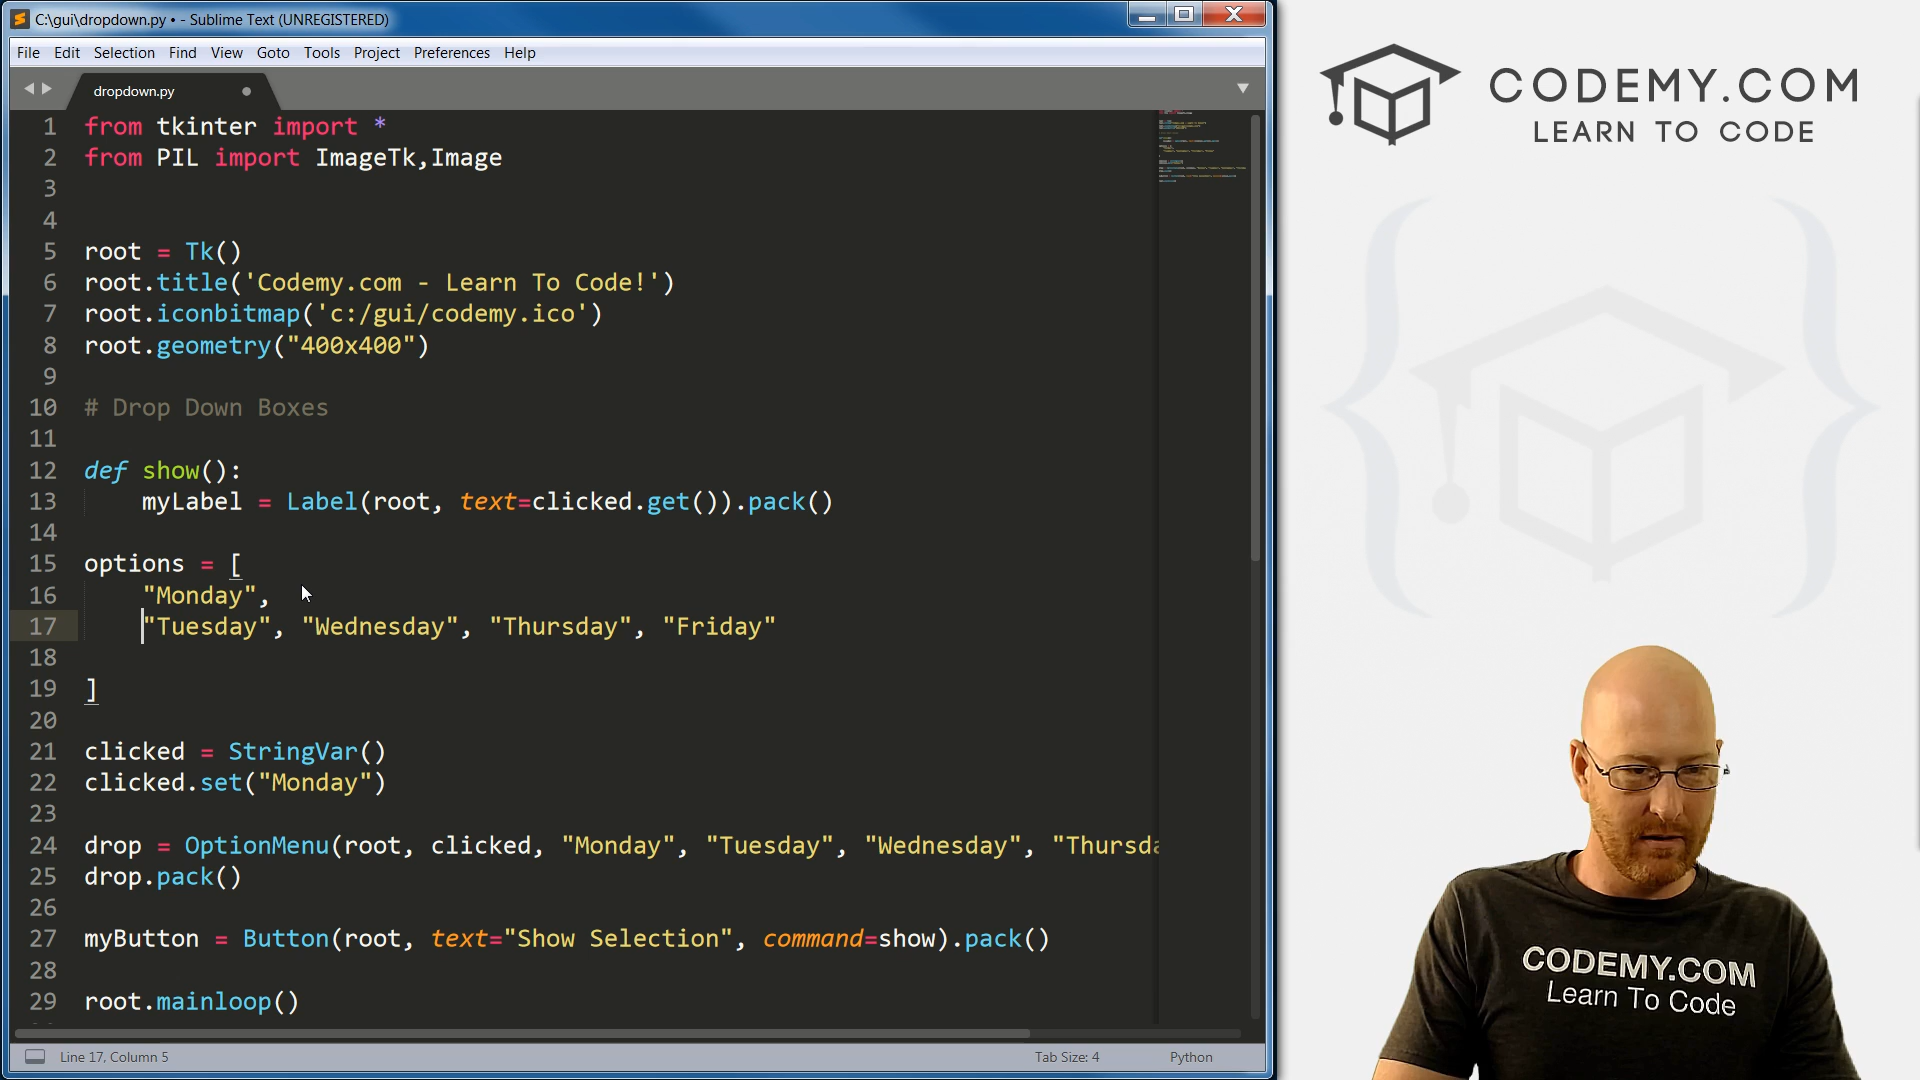 C:\gui\dropdown.py • - Sublime Text (UNREGISTERED)
File Edit Selection Find View Goto Tools Project Preferences Help
dropdown.py
1 from tkinter import *
2 from PIL import ImageTk,Image
3
4
5 root = Tk()
6 root.title('Codemy.com - Learn To Code!')
7 root.iconbitmap('c:/gui/codemy.ico')
8 root.geometry("400x400")
9
10 # Drop Down Boxes
11
12 def show():
13 myLabel = Label(root, text=clicked.get()).pack()
14
15 options = [
16 "Monday",
17 "Tuesday", "Wednesday", "Thursday", "Friday"
18
19 ]
20
21 clicked = StringVar()
22 clicked.set("Monday")
23
24 drop = OptionMenu(root, clicked, "Monday", "Tuesday", "Wednesday", "Thursda
25 drop.pack()
26
27 myButton = Button(root, text="Show Selection", command=show).pack()
28
29 root.mainloop()
Line 17, Column 5
Tab Size: 4
Python
CODEMY.COM
LEARN TO CODE
CODEMY.COM
Learn To Code